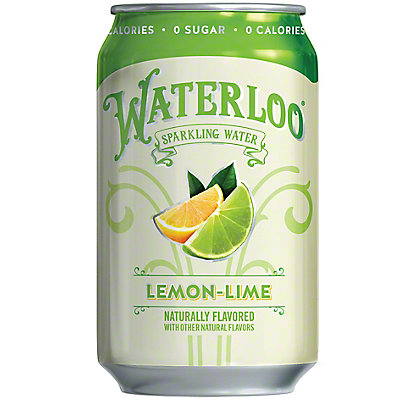 CALORIES • 0 SUGAR • 0 CALORIES
WATERLOO
SPARKLING WATER
LEMON-LIME
NATURALLY FLAVORED
WITH OTHER NATURAL FLAVORS